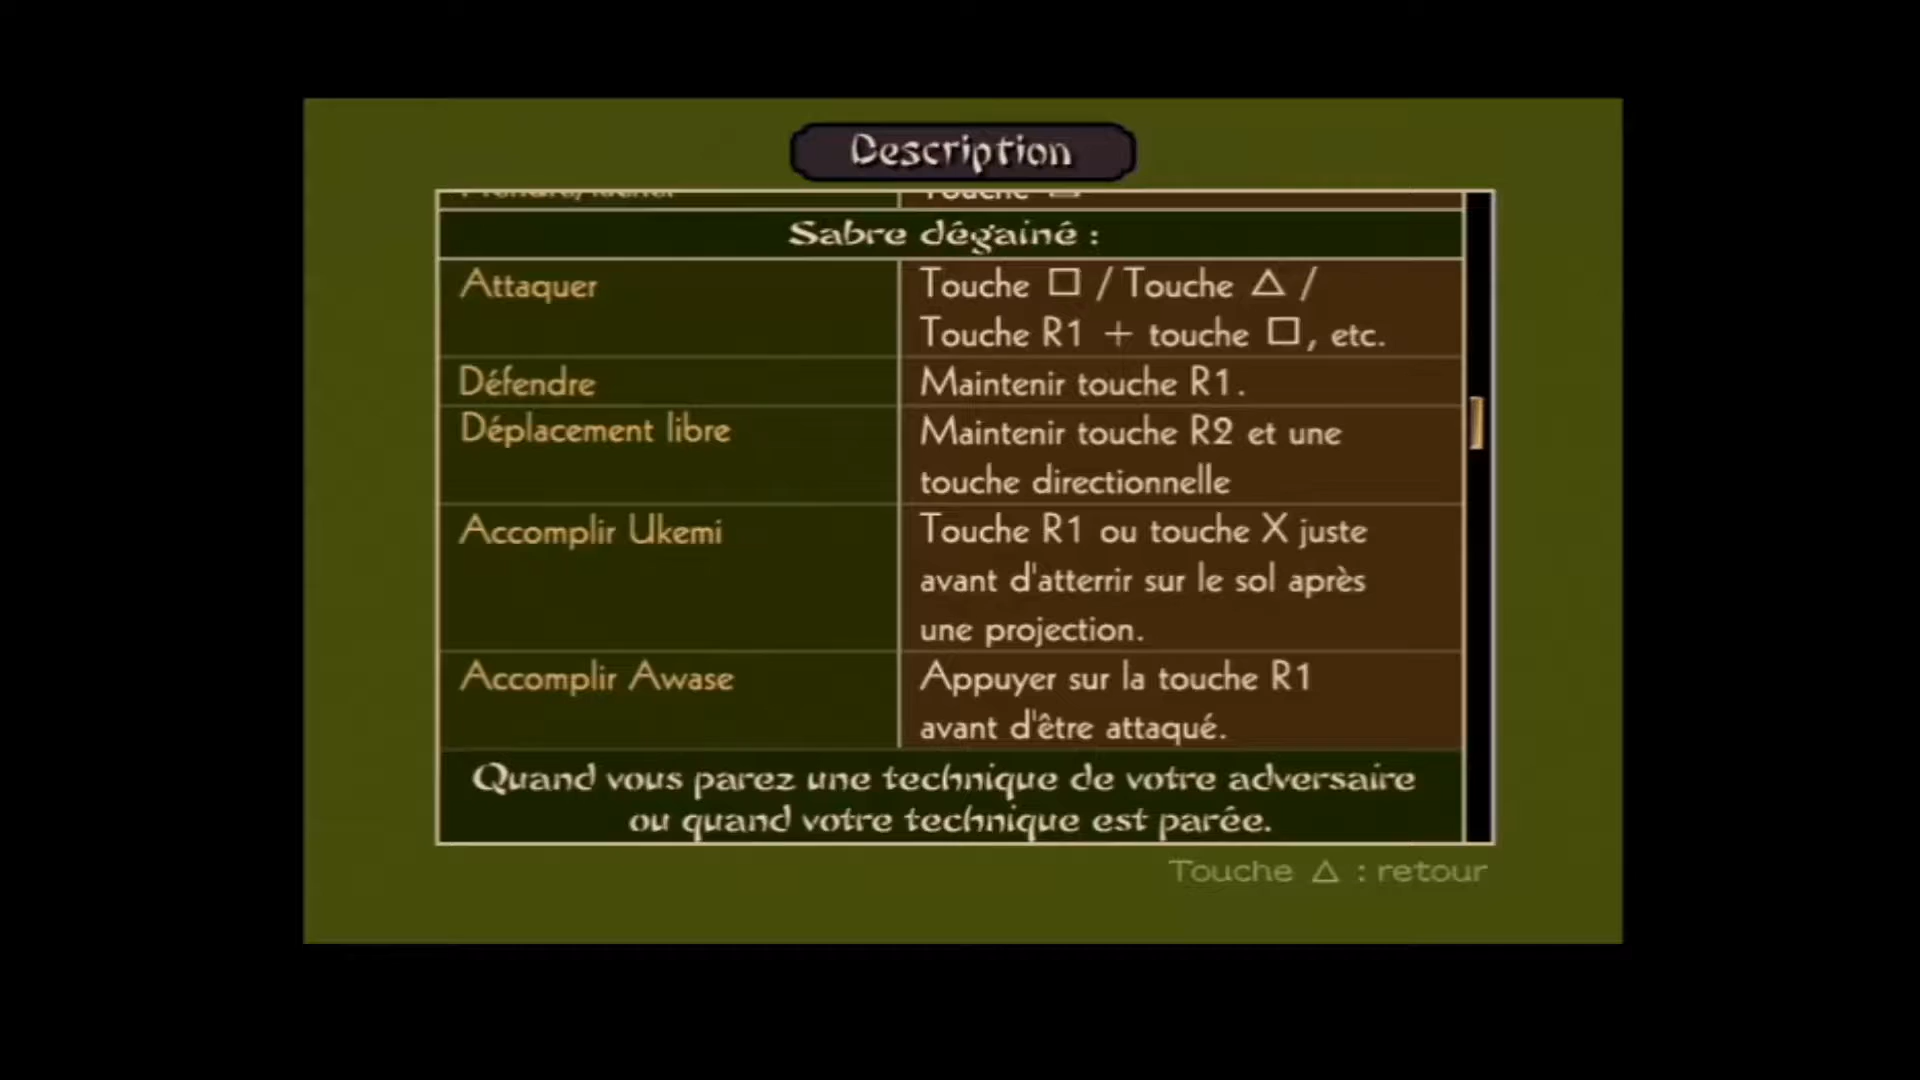 Description
Touche
Sabre dégainé :
Attaquer
Touche □ / Touche △ /
Touche R1 + touche □, etc.
Défendre
Maintenir touche R1.
Déplacement libre
Maintenir touche R2 et une
touche directionnelle
Accomplir Ukemi
Touche R1 ou touche X juste
avant d'atterrir sur le sol après
une projection.
Accomplir Awase
Appuyer sur la touche R1
avant d'être attaqué.
Quand vous parez une technique de votre adversaire
ou quand votre technique est parée.
Touche △ : retour